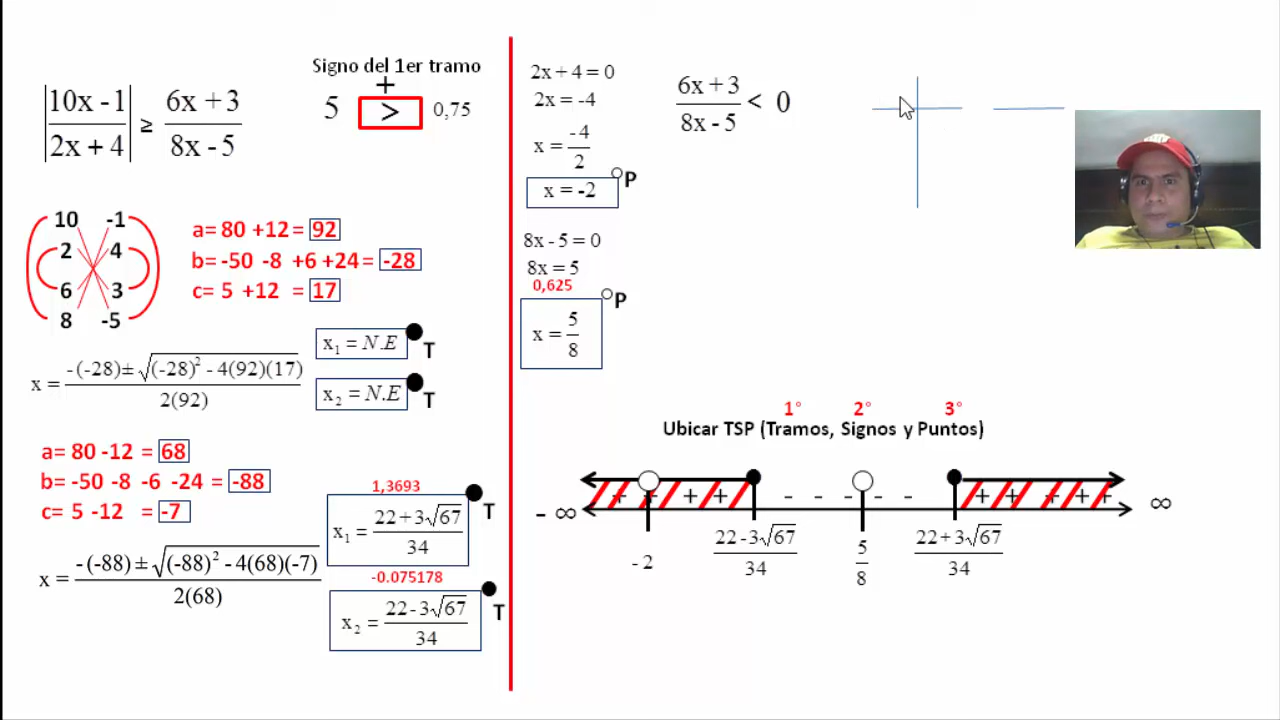 |10x - 1 / 2x + 4| ≥ 6x + 3 / 8x - 5
Signo del 1er tramo
+
5 > 0,75
10 -1
2 4
6 3
8 -5
a= 80 +12 = 92
b= -50 -8 +6 +24 = -28
c= 5 +12 = 17
x = -(-28) ± √(-28)² - 4(92)(17) / 2(92)
x₁ = N.E T
x₂ = N.E T
a= 80 -12 = 68
b= -50 -8 -6 -24 = -88
c= 5 -12 = -7
x = -(-88) ± √(-88)² - 4(68)(-7) / 2(68)
1,3693
x₁ = 22 + 3√67 / 34 T
-0.075178
x₂ = 22 - 3√67 / 34 T
2x + 4 = 0
2x = -4
x = -4 / 2
x = -2 P
8x - 5 = 0
8x = 5
0,625
x = 5 / 8 P
6x + 3 / 8x - 5 < 0
1° 2° 3°
Ubicar TSP (Tramos, Signos y Puntos)
+ + + + - - - - - + + + +
- ∞ ∞
-2 22 - 3√67 / 34 5 / 8 22 + 3√67 / 34